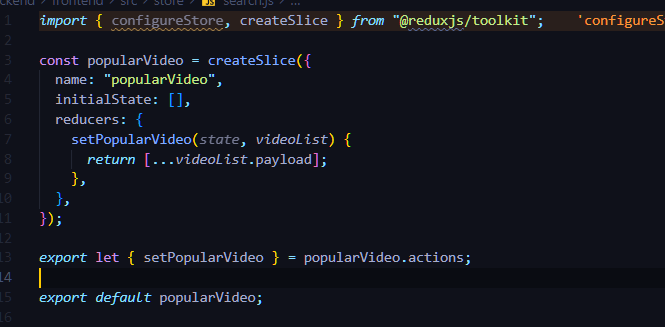 ckend > frontend > src > store > JS search.js > ...
1 import { configureStore, createSlice } from "@reduxjs/toolkit"; 'configureS
2
3 const popularVideo = createSlice({
4 name: "popularVideo",
5 initialState: [],
6 reducers: {
7 setPopularVideo(state, videoList) {
8 return [...videoList.payload];
9 },
10 },
11 });
12
13 export let { setPopularVideo } = popularVideo.actions;
14
15 export default popularVideo;
16